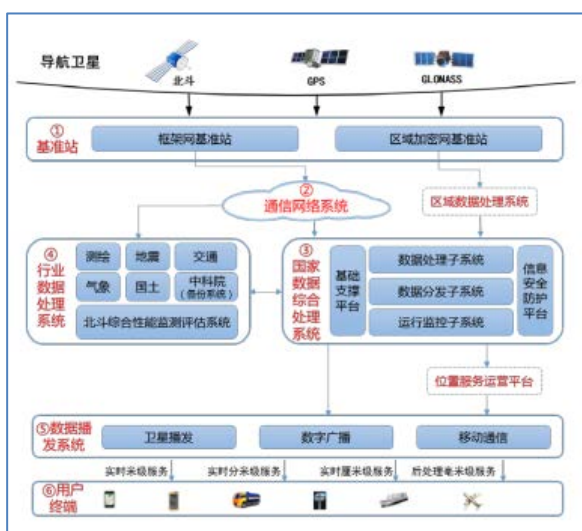 导航卫星
北斗
GPS
GLONASS
①
基准站
框架网基准站
区域加密网基准站
②
通信网络系统
区域数据处理系统
④
行业
数据
处理
系统
测绘
地震
交通
气象
国土
中科院
(备份系统)
北斗综合性能监测评估系统
③
国家
数据
综合
处理
系统
基础
支撑
平台
数据处理子系统
数据分发子系统
运行监控子系统
信息
安全
防护
平台
位置服务运营平台
⑤数据播
发系统
卫星播发
数字广播
移动通信
实时米级服务
实时分米级服务
实时厘米级服务
后处理毫米级服务
⑥用户
终端